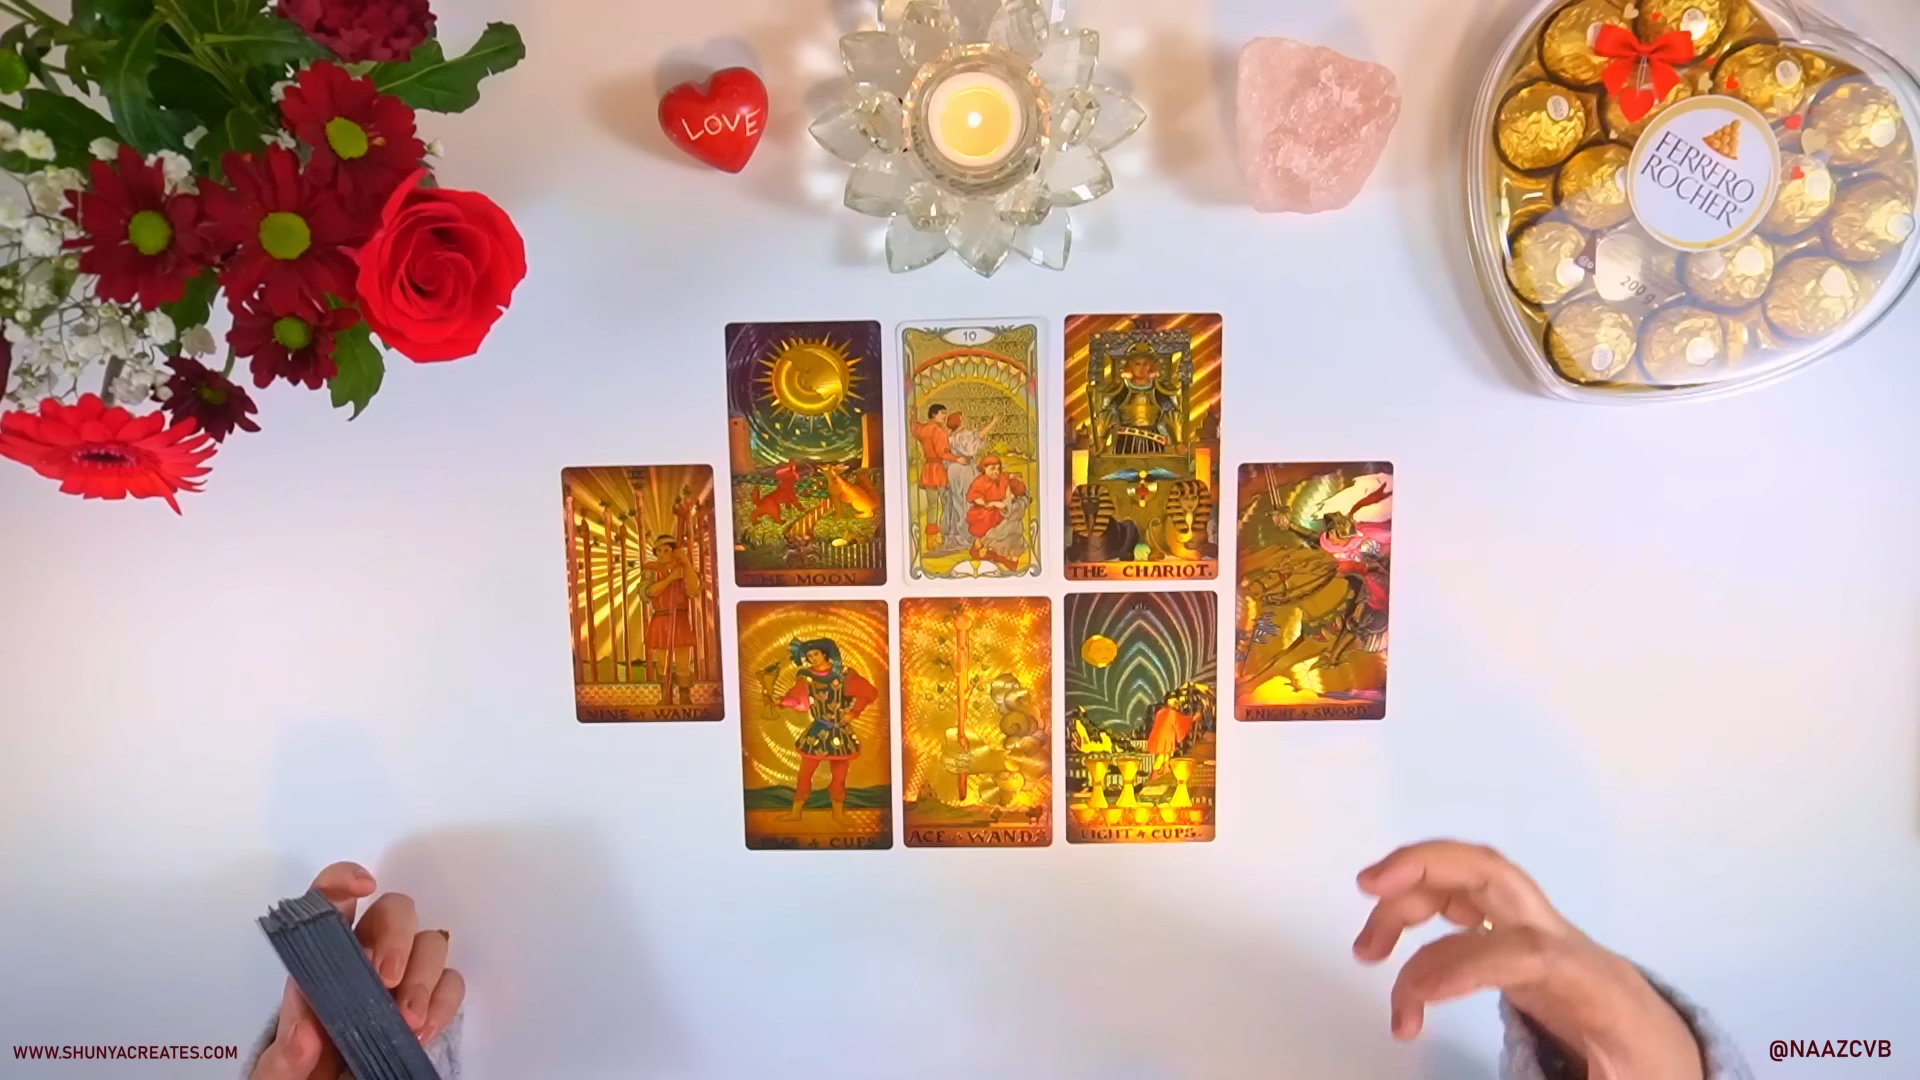 LOVE
FERRERO
ROCHER
200 g
10
VII
THE MOON
THE CHARIOT.
NINE of WANDS
KNIGHT of SWORDS
CUPS
ACE of WANDS
EIGHT of CUPS.
WWW.SHUNYACREATES.COM
@NAAZCVB